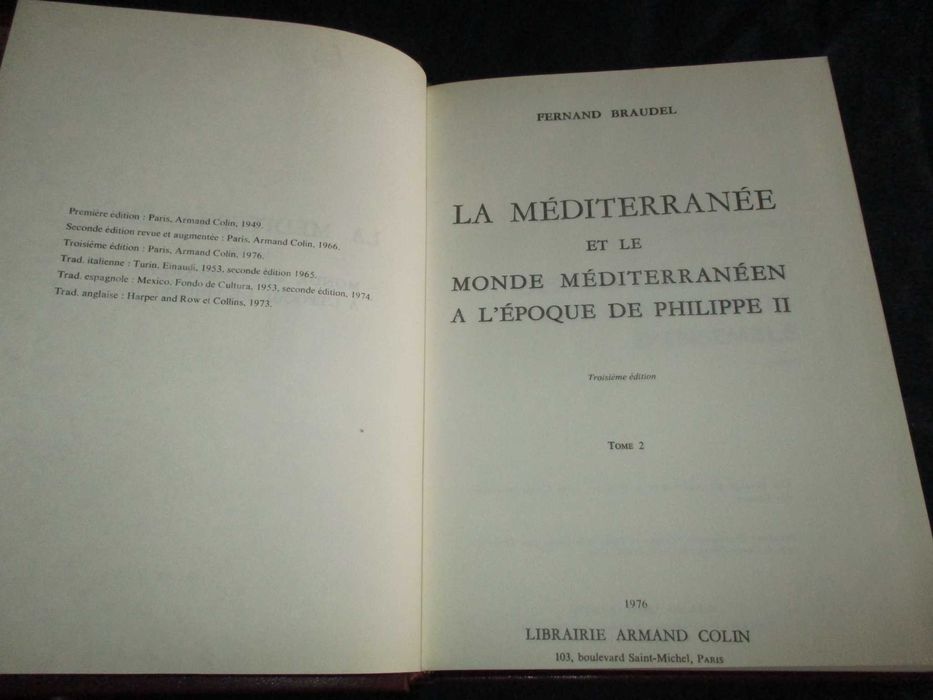 Première édition : Paris, Armand Colin, 1949.
Seconde édition revue et augmentée : Paris, Armand Colin, 1966.
Troisième édition : Paris, Armand Colin, 1976.
Trad. italienne : Turin, Einaudi, 1953, seconde édition 1965.
Trad. espagnole : Mexico, Fondo de Cultura, 1953, seconde édition, 1974.
Trad. anglaise : Harper and Row et Collins, 1973.
FERNAND BRAUDEL
LA MÉDITERRANÉE
ET LE
MONDE MÉDITERRANÉEN
A L'ÉPOQUE DE PHILIPPE II
Troisième édition
TOME 2
1976
LIBRAIRIE ARMAND COLIN
103, boulevard Saint-Michel, PARIS